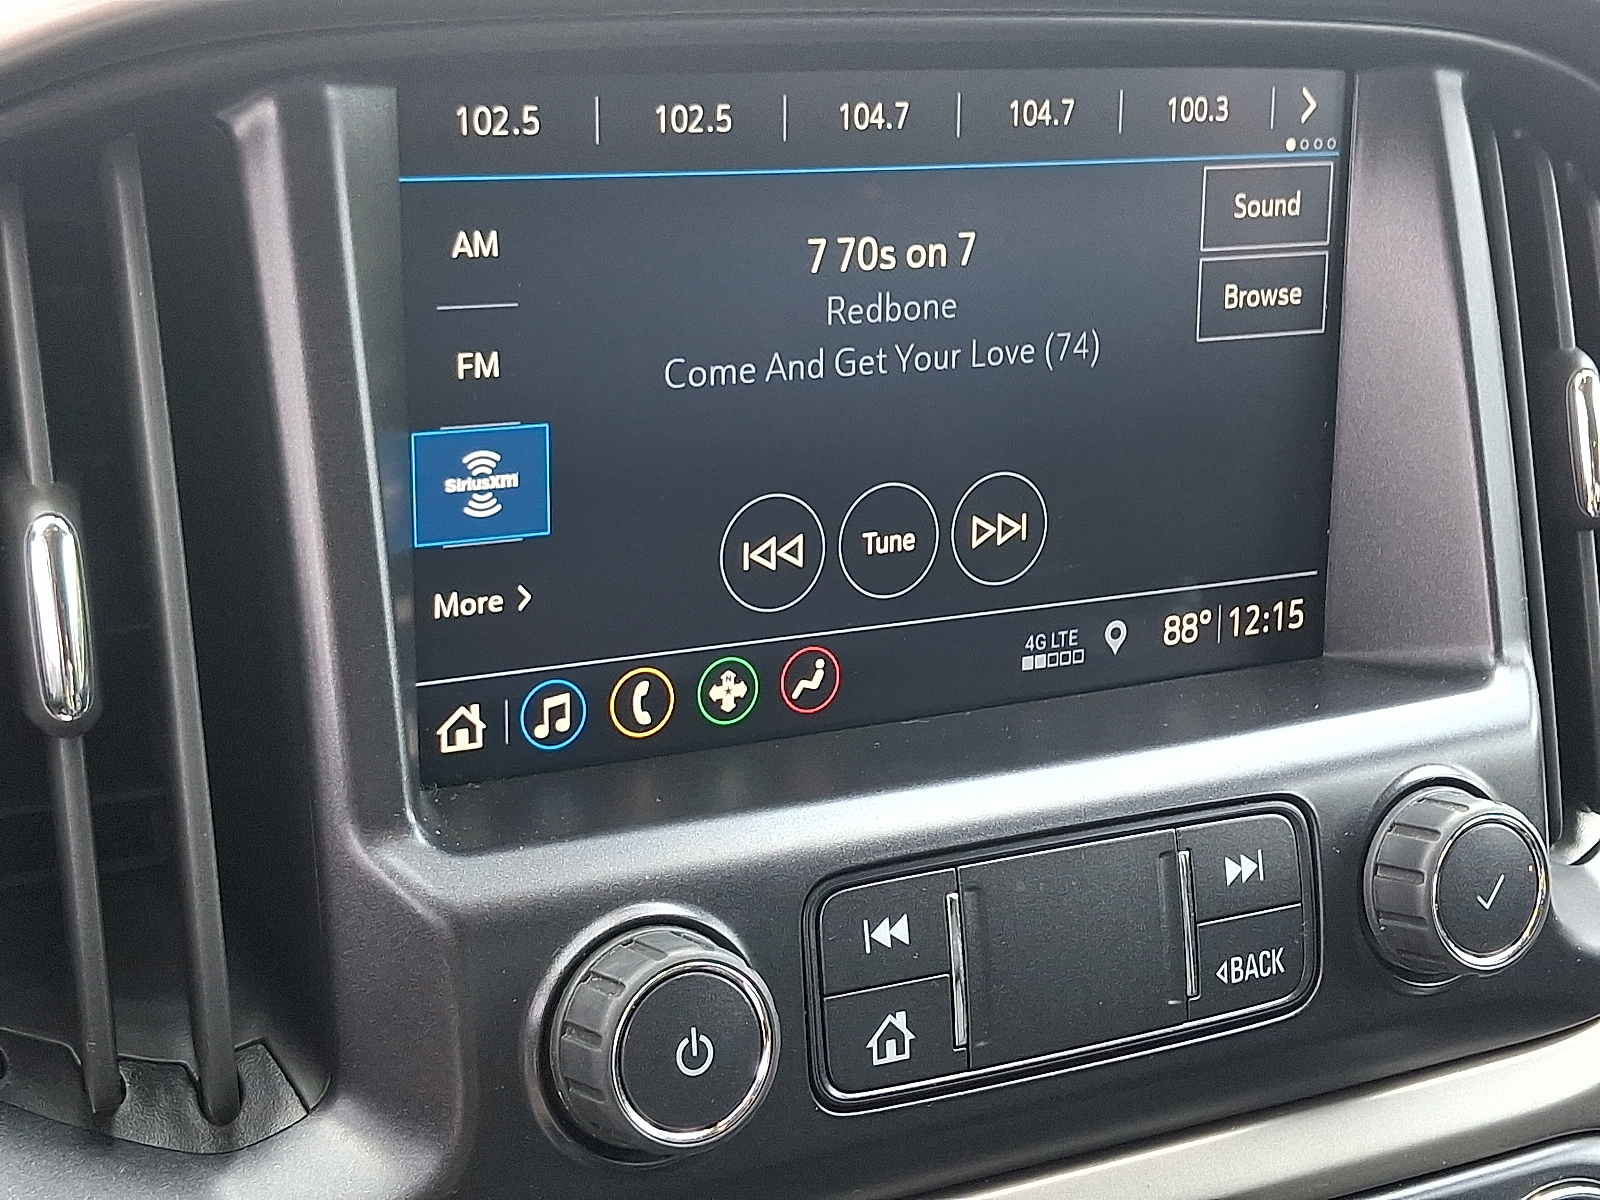 102.5 102.5 104.7 104.7 100.3
Sound
Browse
AM
FM
SiriusXM
More
7 70s on 7
Redbone
Come And Get Your Love (74)
Tune
4G LTE
88° 12:15
N
BACK